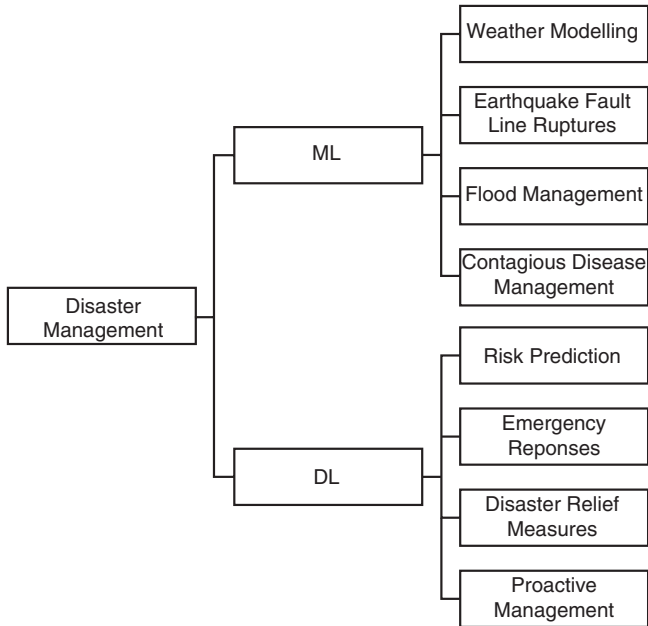 Weather Modelling
Earthquake Fault
Line Ruptures
ML
Flood Management
Contagious Disease
Management
Disaster
Management
Risk Prediction
Emergency
Reponses
DL
Disaster Relief
Measures
Proactive
Management